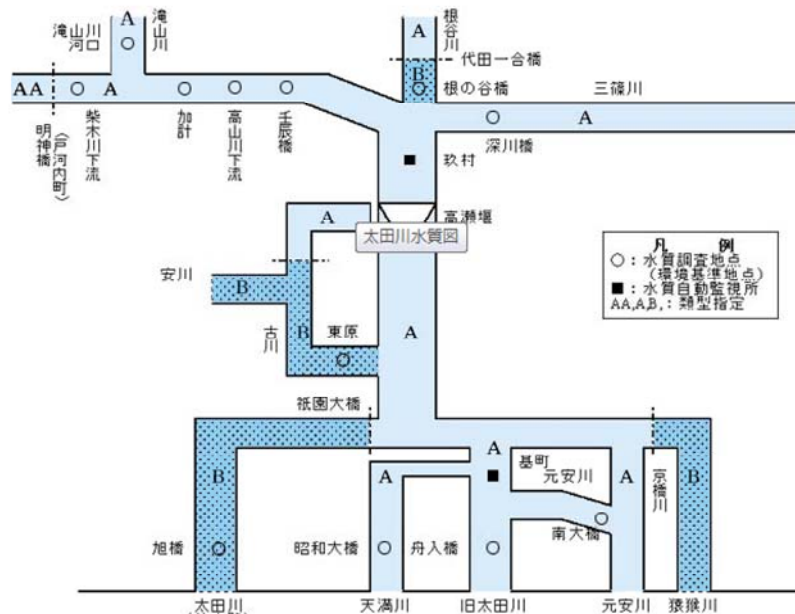 滝山川
河口
A
滝山川
A
根谷川
代田一合橋
B
根の谷橋
三篠川
AA
A
明神橋
(戸河内町)
柴木川下流
加計
高山川下流
壬辰橋
深川橋
A
玖村
高瀬堰
太田川水質図
A
安川
B
古川
B
東原
A
凡 例
○:水質調査地点
(環境基準地点)
■:水質自動監視所
AA,A,B,:類型指定
祇園大橋
B
A
A
基町
元安川
A
京橋川
B
旭橋
昭和大橋
舟入橋
南大橋
太田川
天満川
旧太田川
元安川
猿猴川